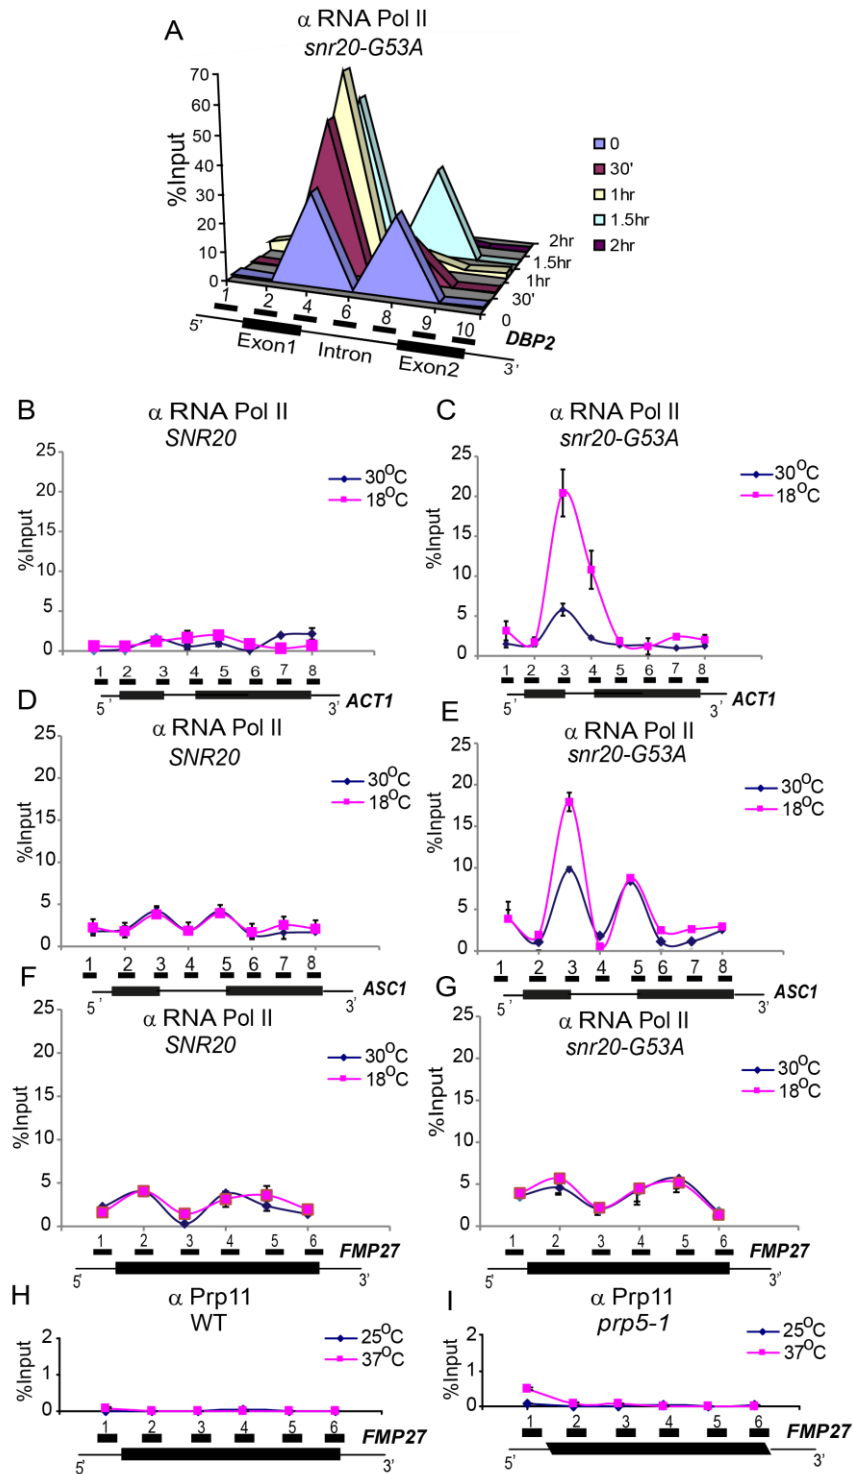 A
α RNA Pol II
snr20-G53A
%Input
70
60
50
40
30
20
10
0
0
30'
1hr
1.5hr
2hr
2hr
1.5hr
1hr
30'
0
1 2 4 6 8 9 10
DBP2
5' Exon1 Intron Exon2 3'
B
α RNA Pol II
SNR20
%Input
25
20
15
10
5
0
30°C
18°C
1 2 3 4 5 6 7 8
5' 3' ACT1
C
α RNA Pol II
snr20-G53A
%Input
25
20
15
10
5
0
30°C
18°C
1 2 3 4 5 6 7 8
5' 3' ACT1
D
α RNA Pol II
SNR20
%Input
25
20
15
10
5
0
30°C
18°C
1 2 3 4 5 6 7 8
5' 3' ASC1
E
α RNA Pol II
snr20-G53A
%Input
25
20
15
10
5
0
30°C
18°C
1 2 3 4 5 6 7 8
5' 3' ASC1
F
α RNA Pol II
SNR20
%Input
25
20
15
10
5
0
30°C
18°C
1 2 3 4 5 6
FMP27
5' 3'
G
α RNA Pol II
snr20-G53A
%Input
25
20
15
10
5
0
30°C
18°C
1 2 3 4 5 6
FMP27
5' 3'
H
α Prp11
WT
%Input
2
1
0
25°C
37°C
1 2 3 4 5 6
FMP27
5' 3'
I
α Prp11
prp5-1
%Input
2
1
0
25°C
37°C
1 2 3 4 5 6
FMP27
5' 3'